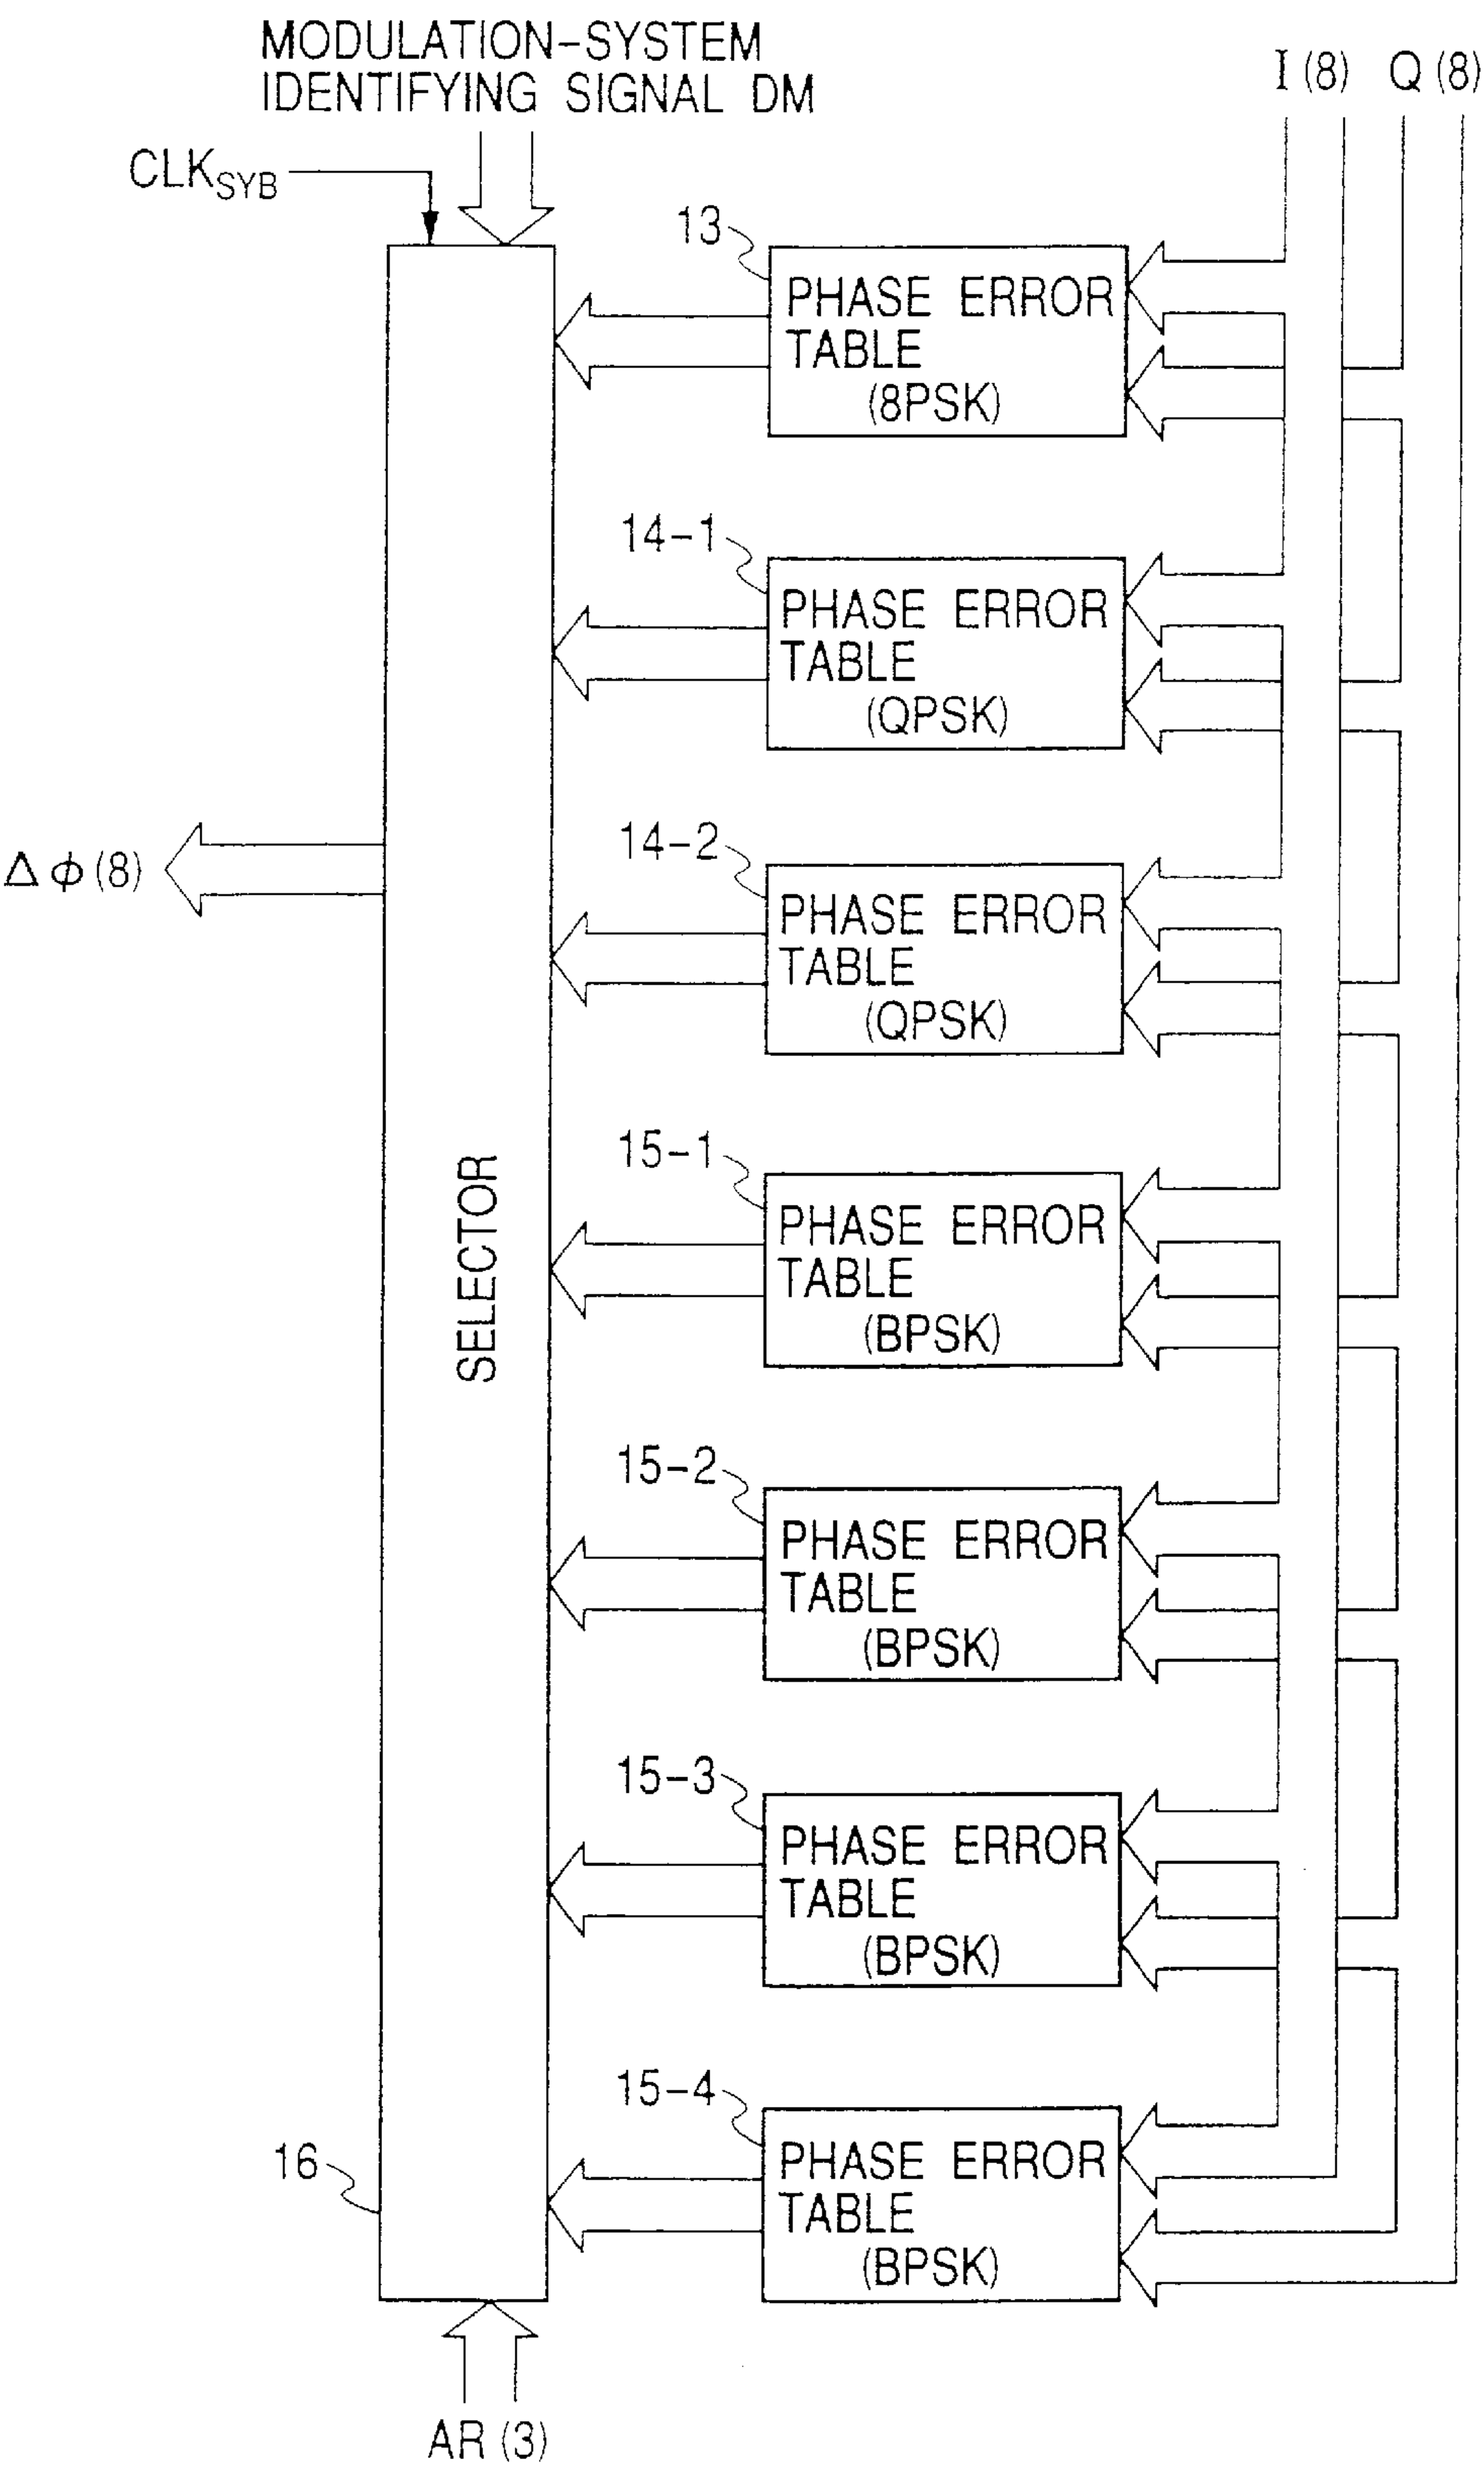 MODULATION-SYSTEM
IDENTIFYING SIGNAL DM
I (8) Q (8)
CLKSYB
13
PHASE ERROR
TABLE
(8PSK)
14-1
PHASE ERROR
TABLE
(QPSK)
14-2
PHASE ERROR
TABLE
(QPSK)
Δφ(8)
15-1
PHASE ERROR
TABLE
(BPSK)
SELECTOR
15-2
PHASE ERROR
TABLE
(BPSK)
15-3
PHASE ERROR
TABLE
(BPSK)
15-4
PHASE ERROR
TABLE
(BPSK)
16
AR (3)